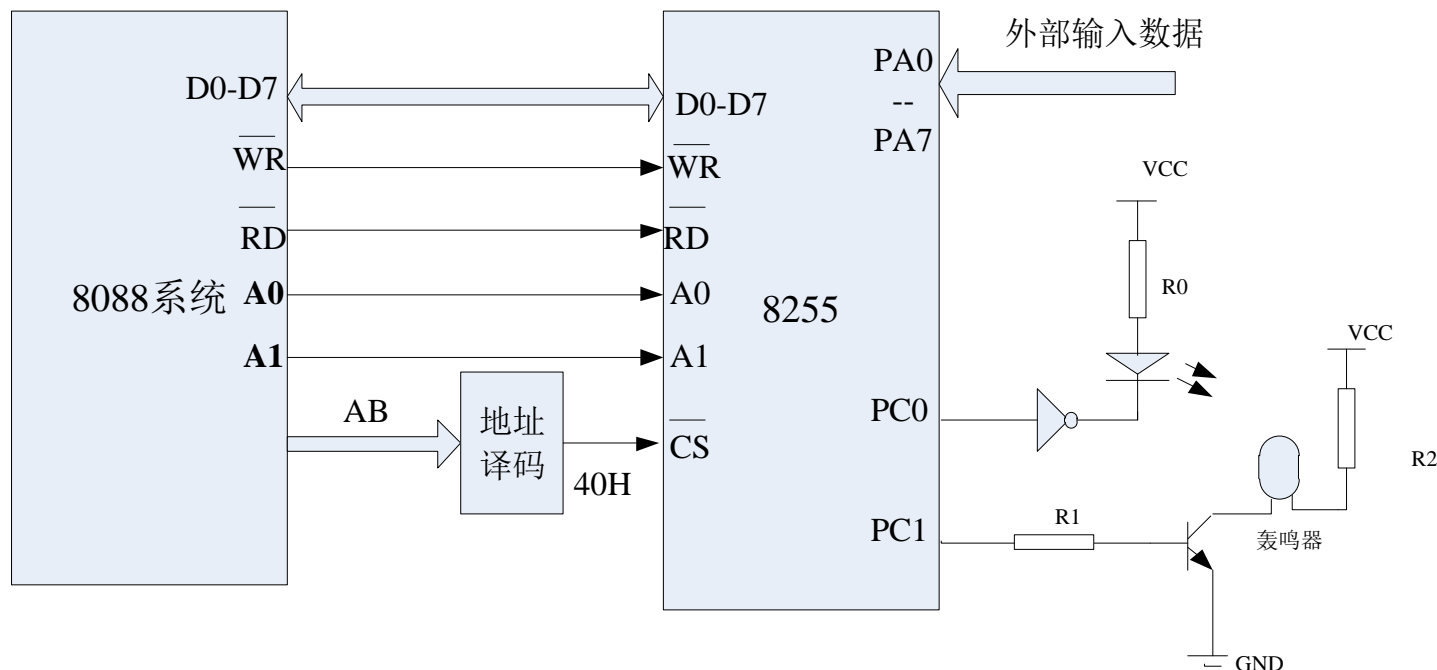 外部输入数据
PA0
--
PA7
D0-D7
D0-D7
WR
WR
VCC
RD
RD
8088系统
A0
A0
8255
R0
A1
A1
VCC
AB
地址
译码
40H
CS
PC0
R2
PC1
R1
轰鸣器
GND